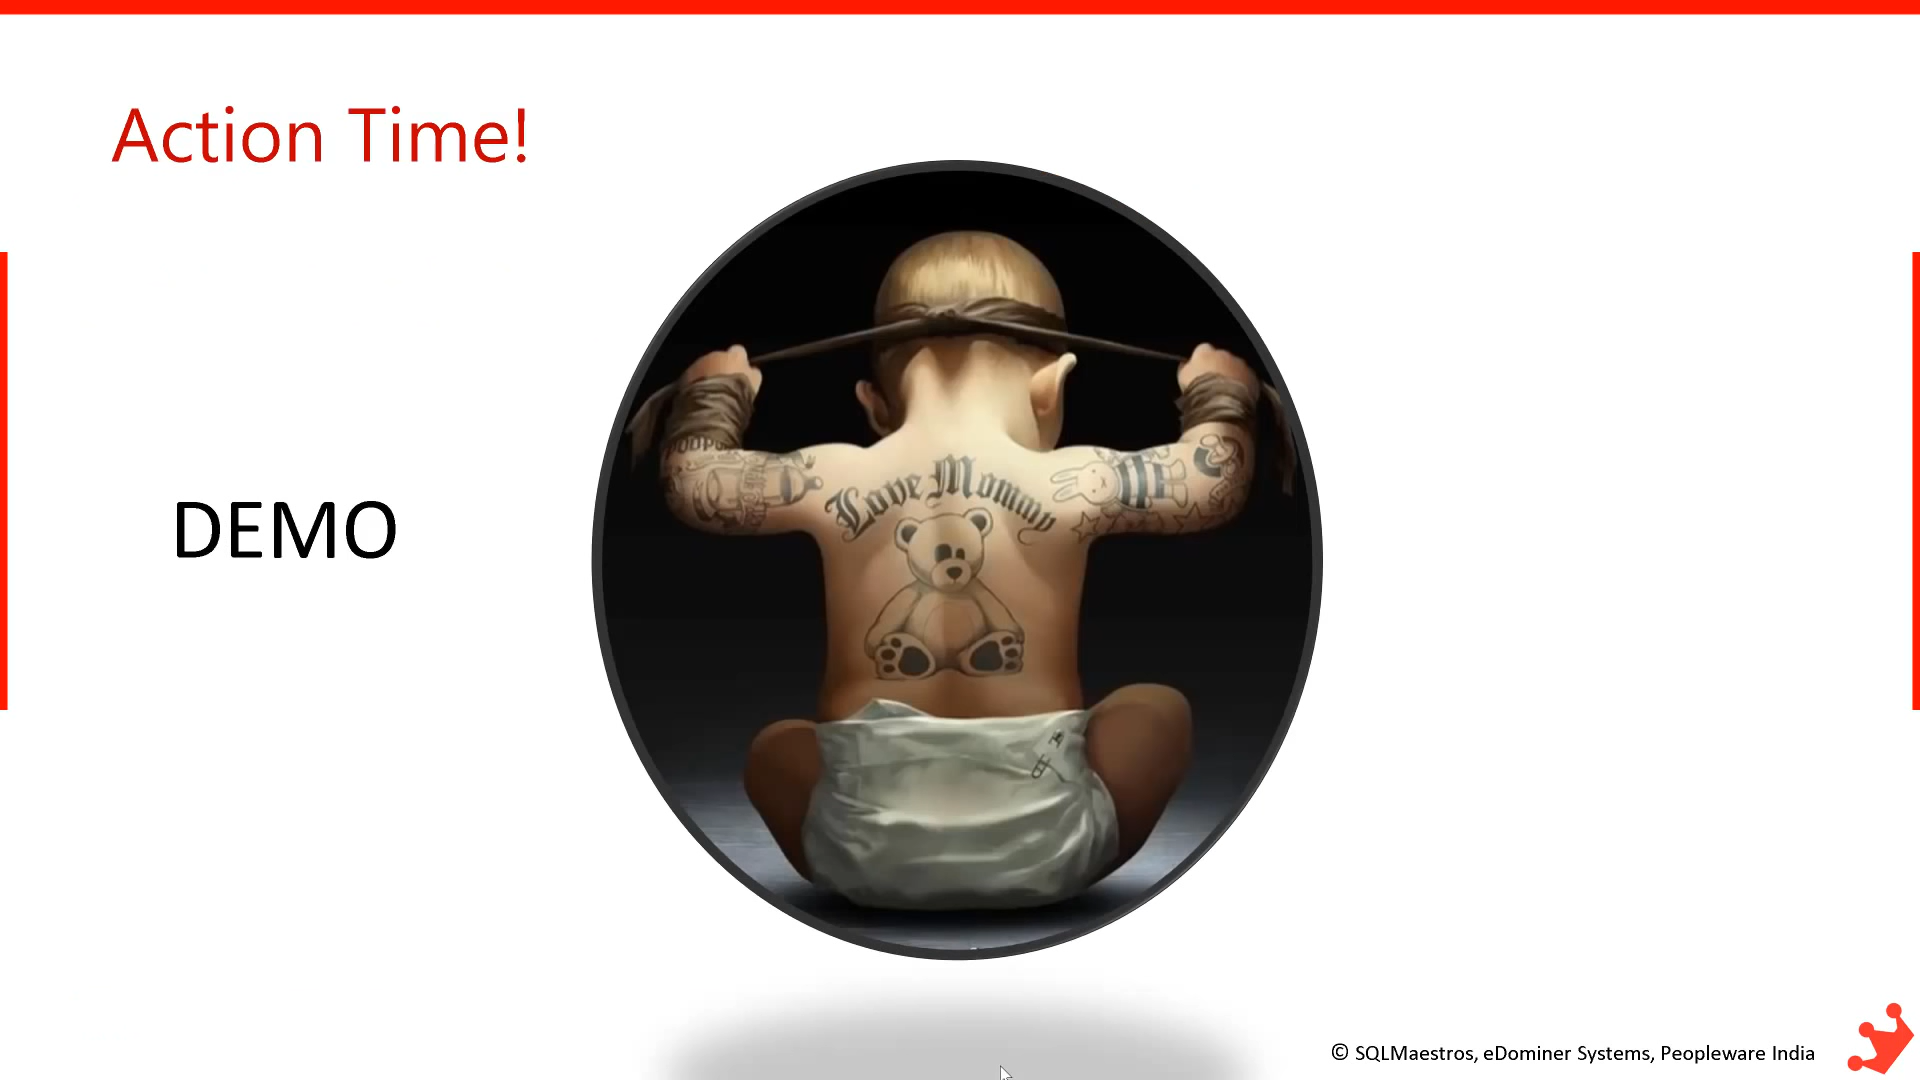 Action Time!
DEMO
Love Mommy
© SQLMaestros, eDominer Systems, Peopleware India